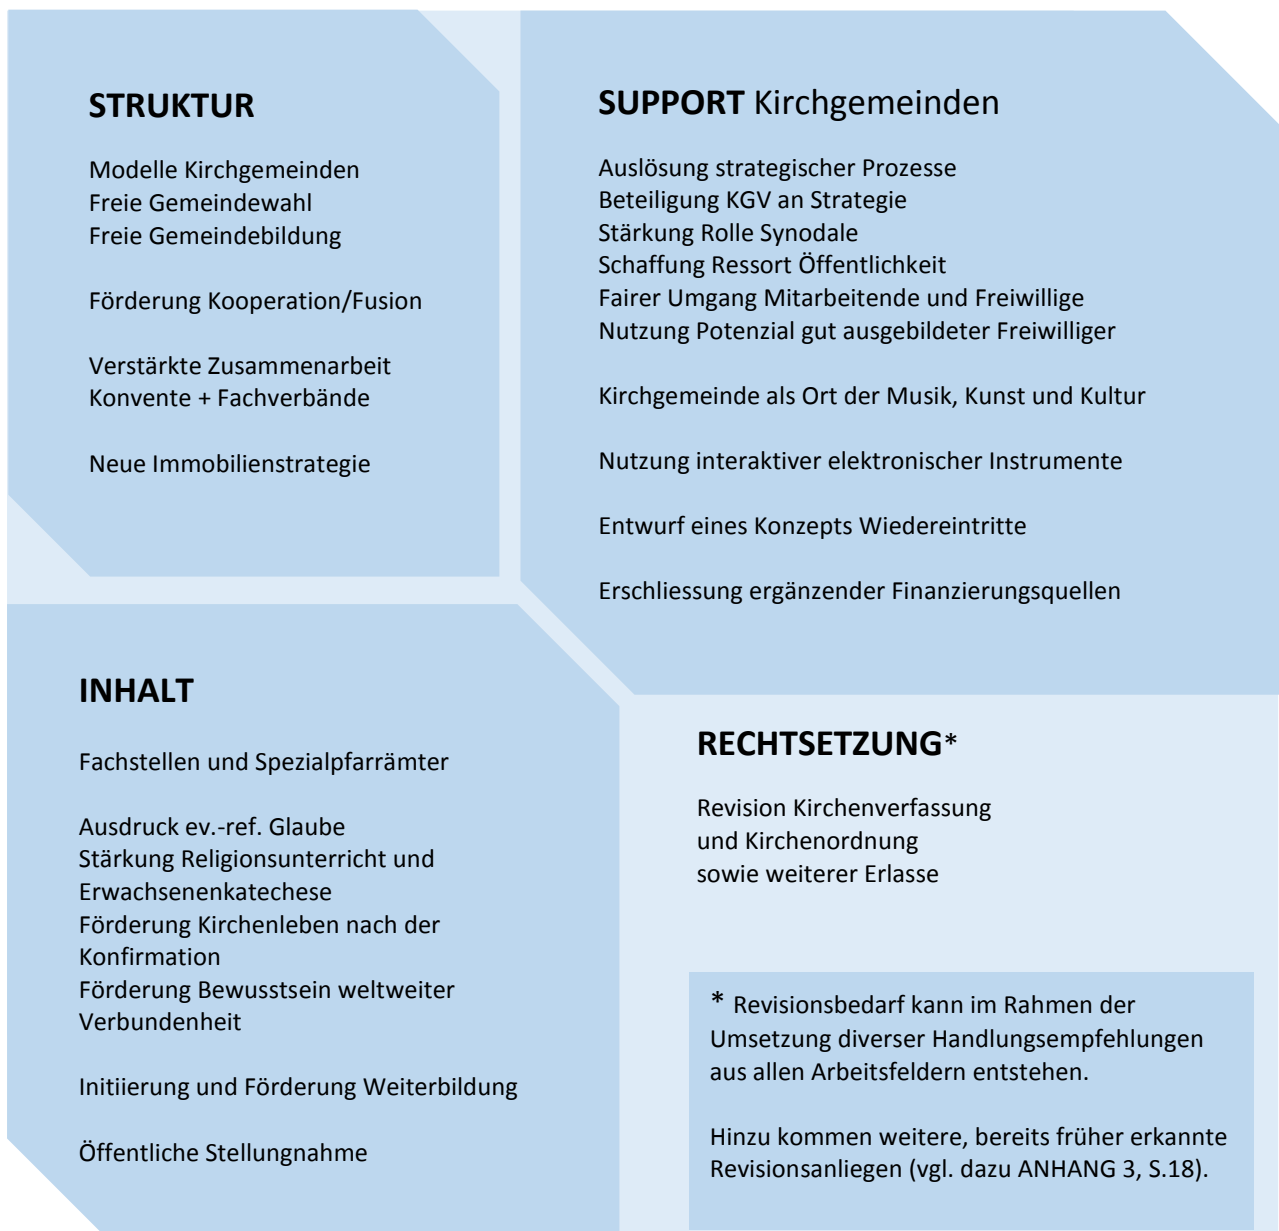 STRUKTUR
Modelle Kirchgemeinden
Freie Gemeindewahl
Freie Gemeindebildung
Förderung Kooperation/Fusion
Verstärkte Zusammenarbeit
Konvente + Fachverbände
Neue Immobilienstrategie
SUPPORT Kirchgemeinden
Auslösung strategischer Prozesse
Beteiligung KGV an Strategie
Stärkung Rolle Synodale
Schaffung Ressort Öffentlichkeit
Fairer Umgang Mitarbeitende und Freiwillige
Nutzung Potenzial gut ausgebildeter Freiwilliger
Kirchgemeinde als Ort der Musik, Kunst und Kultur
Nutzung interaktiver elektronischer Instrumente
Entwurf eines Konzepts Wiedereintritte
Erschliessung ergänzender Finanzierungsquellen
INHALT
Fachstellen und Spezialpfarrämter
Ausdruck ev.-ref. Glaube
Stärkung Religionsunterricht und
Erwachsenenkatechese
Förderung Kirchenleben nach der
Konfirmation
Förderung Bewusstsein weltweiter
Verbundenheit
Initiierung und Förderung Weiterbildung
Öffentliche Stellungnahme
RECHTSETZUNG*
Revision Kirchenverfassung
und Kirchenordnung
sowie weiterer Erlasse
* Revisionsbedarf kann im Rahmen der
Umsetzung diverser Handlungsempfehlungen
aus allen Arbeitsfeldern entstehen.
Hinzu kommen weitere, bereits früher erkannte
Revisionsanliegen (vgl. dazu ANHANG 3, S.18).